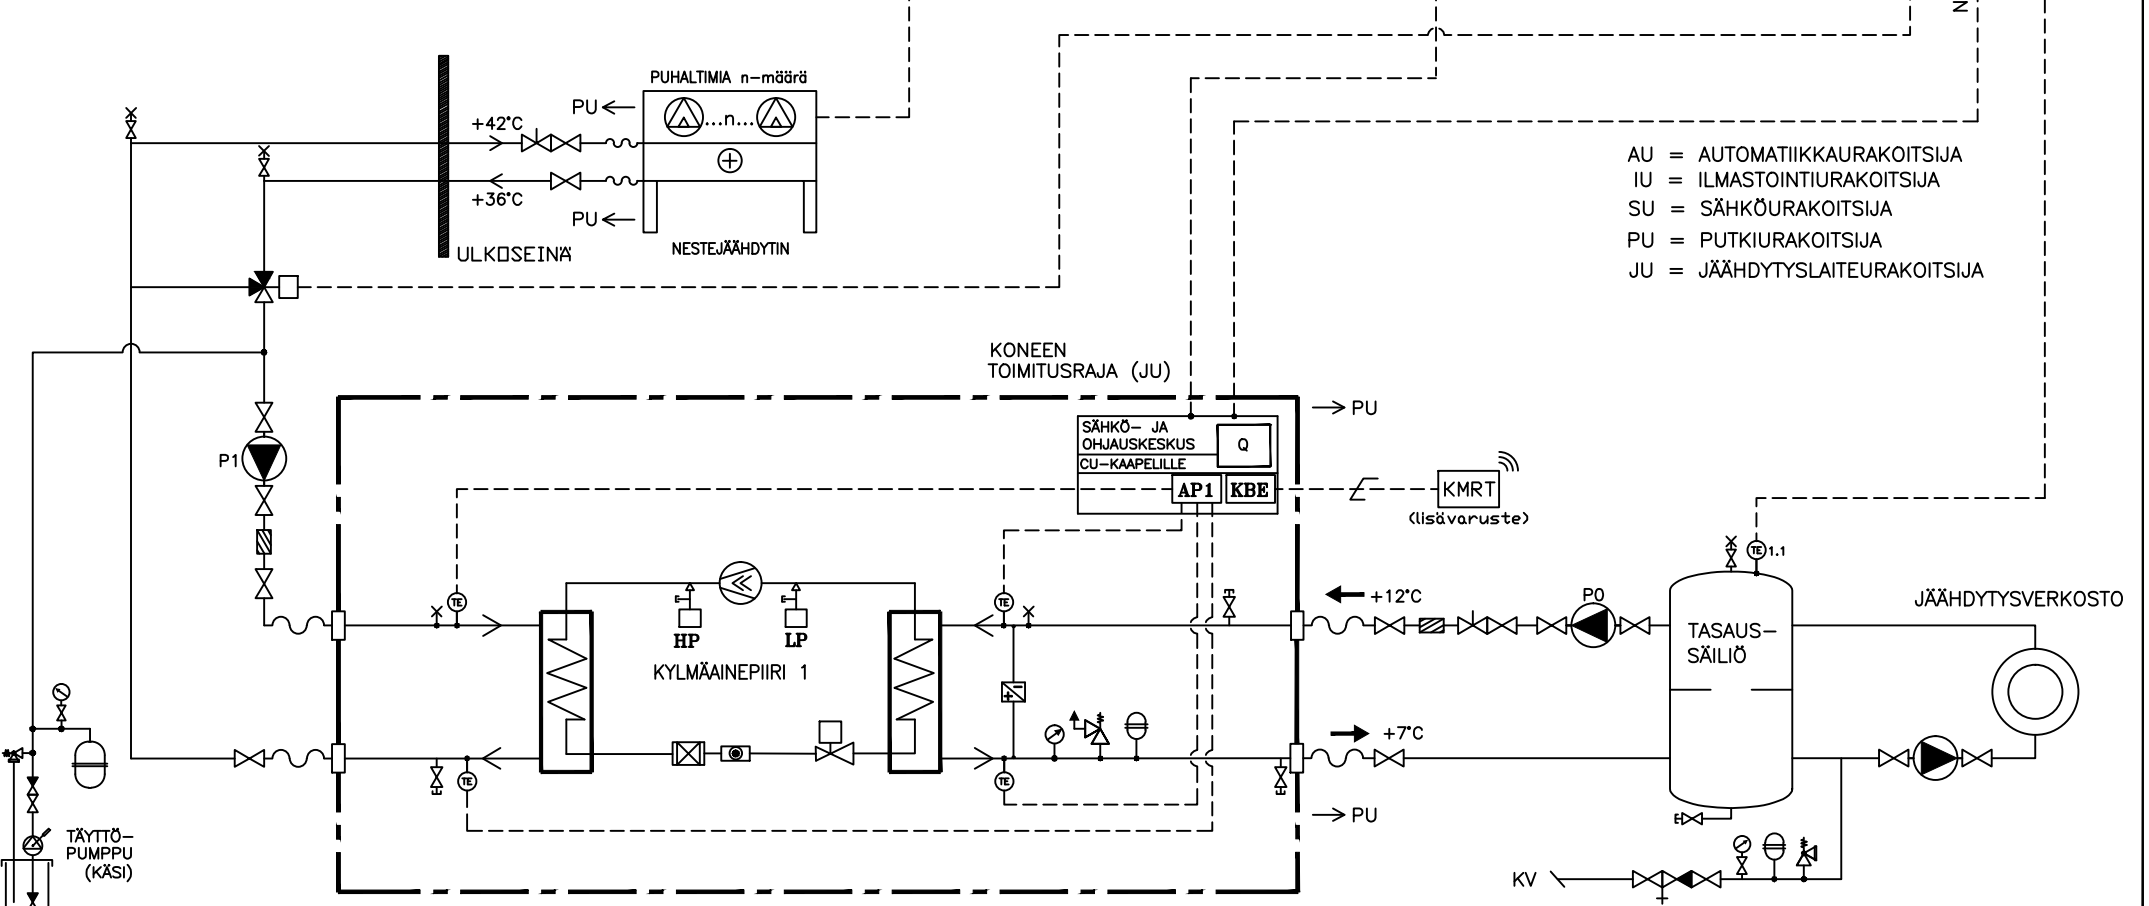 N
PUHALTIMIA n-määrä
PU
...n...
+42°C
+36°C
PU
ULKOSEINÄ
NESTEJÄÄHDYTIN
AU = AUTOMATIIKKAURAKOITSIJA
IU = ILMASTOINTIURAKOITSIJA
SU = SÄHKÖURAKOITSIJA
PU = PUTKIURAKOITSIJA
JU = JÄÄHDYTYSLAITEURAKOITSIJA
KONEEN
TOIMITUSRAJA (JU)
PU
SÄHKÖ- JA
OHJAUSKESKUS
Q
CU-KAAPELILLE
AP1
KBE
KMRT
(lisävaruste)
P1
TE
HP
LP
KYLMÄAINEPIIRI 1
TE
TE
TE
+12°C
P0
TE 1.1
TASAUS-
SÄILIÖ
JÄÄHDYTYSVERKOSTO
+7°C
PU
TÄYTTÖ-
PUMPPU
(KÄSI)
KV